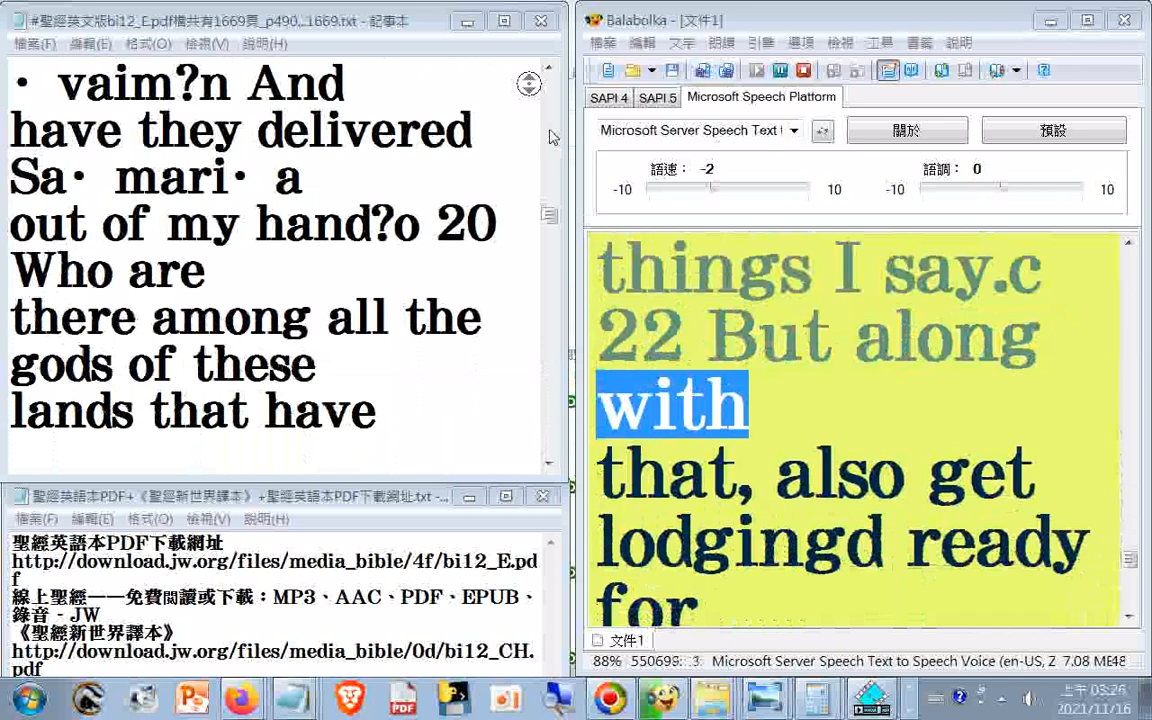 #聖經英文版bi12_E.pdf檔共有1669頁_p490...1669.txt - 記事本
檔案(F) 編輯(E) 格式(O) 檢視(V) 說明(H)
· vaim?n And
have they delivered
Sa· mari· a
out of my hand?o 20
Who are
there among all the
gods of these
lands that have
聖經英語本PDF+《聖經新世界譯本》+聖經英語本PDF下載網址.txt -...
檔案(F) 編輯(E) 格式(O) 檢視(V) 說明(H)
聖經英語本PDF下載網址
http://download.jw.org/files/media_bible/4f/bi12_E.pd
f
線上聖經——免費閱讀或下載：MP3、AAC、PDF、EPUB、
錄音 - JW
《聖經新世界譯本》
http://download.jw.org/files/media_bible/0d/bi12_CH.
pdf
Balabolka - [文件1]
檔案 編輯 文字 朗讀 引擎 選項 檢視 工具 書籤 說明
SAPI 4 SAPI 5 Microsoft Speech Platform
Microsoft Server Speech Text 關於 預設
語速： -2 語調： 0
-10 10 -10 10
things I say.c
22 But along
with
that, also get
lodgingd ready
for
文件1
88% 550699: 3 Microsoft Server Speech Text to Speech Voice (en-US, Z 7.08 ME48
PDF
上午 03:26
2021/11/16